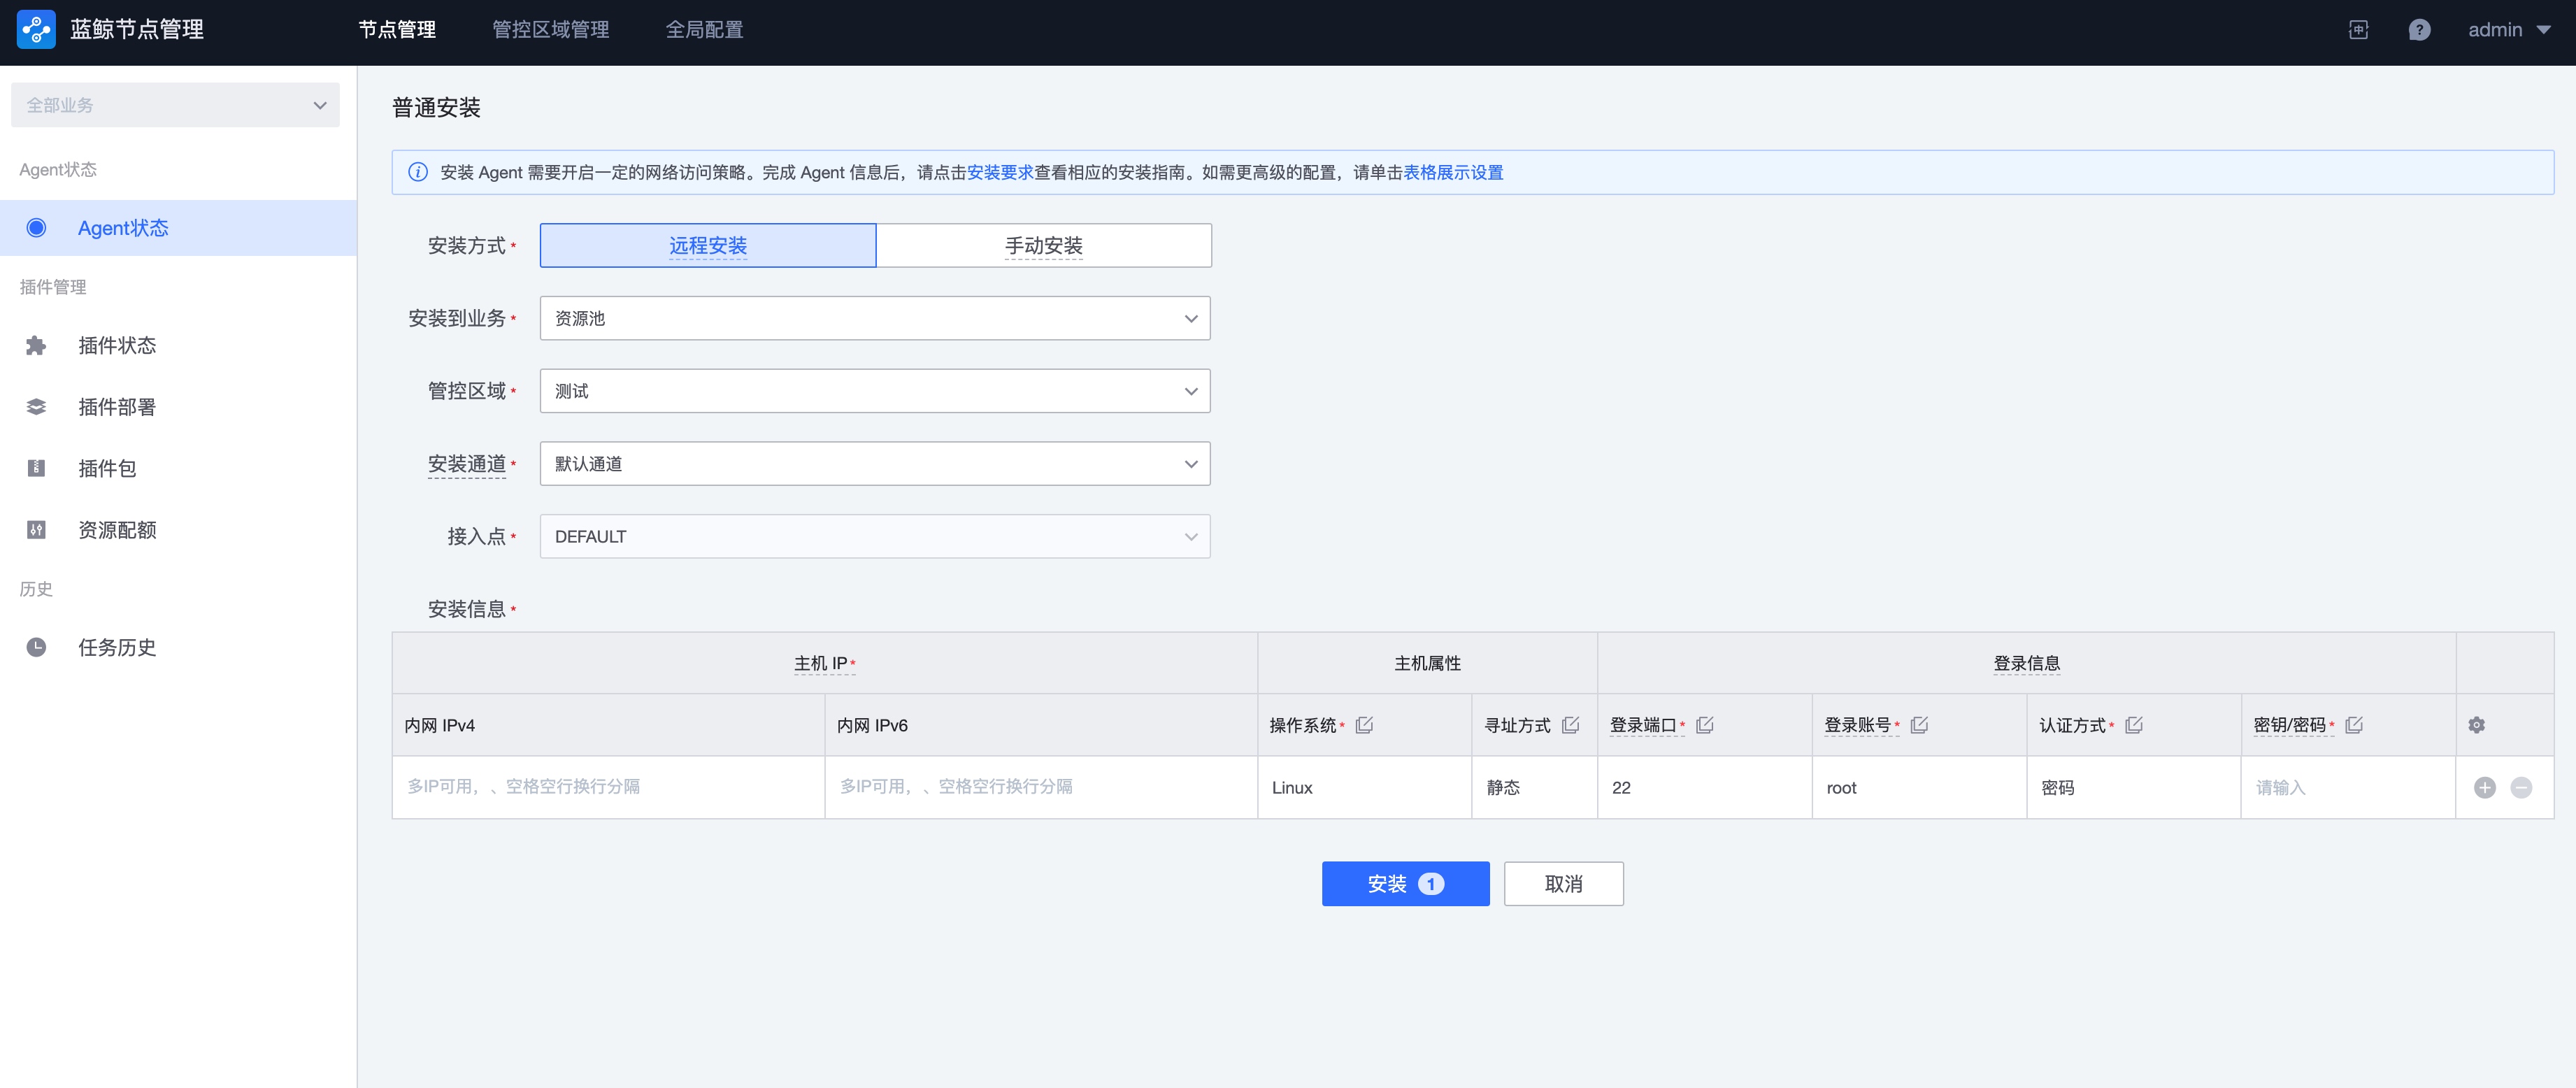 蓝鲸节点管理
节点管理
管控区域管理
全局配置
admin
全部业务
Agent状态
Agent状态
插件管理
插件状态
插件部署
插件包
资源配额
历史
任务历史
普通安装
安装 Agent 需要开启一定的网络访问策略。完成 Agent 信息后，请点击安装要求查看相应的安装指南。如需更高级的配置，请单击表格展示设置
安装方式* 远程安装 手动安装
安装到业务* 资源池
管控区域* 测试
安装通道* 默认通道
接入点* DEFAULT
安装信息*
主机 IP* 主机属性 登录信息
内网 IPv4 内网 IPv6 操作系统* 寻址方式 登录端口* 登录账号* 认证方式* 密钥/密码*
多IP可用，、空格空行换行分隔 多IP可用，、空格空行换行分隔 Linux 静态 22 root 密码 请输入
安装 1 取消